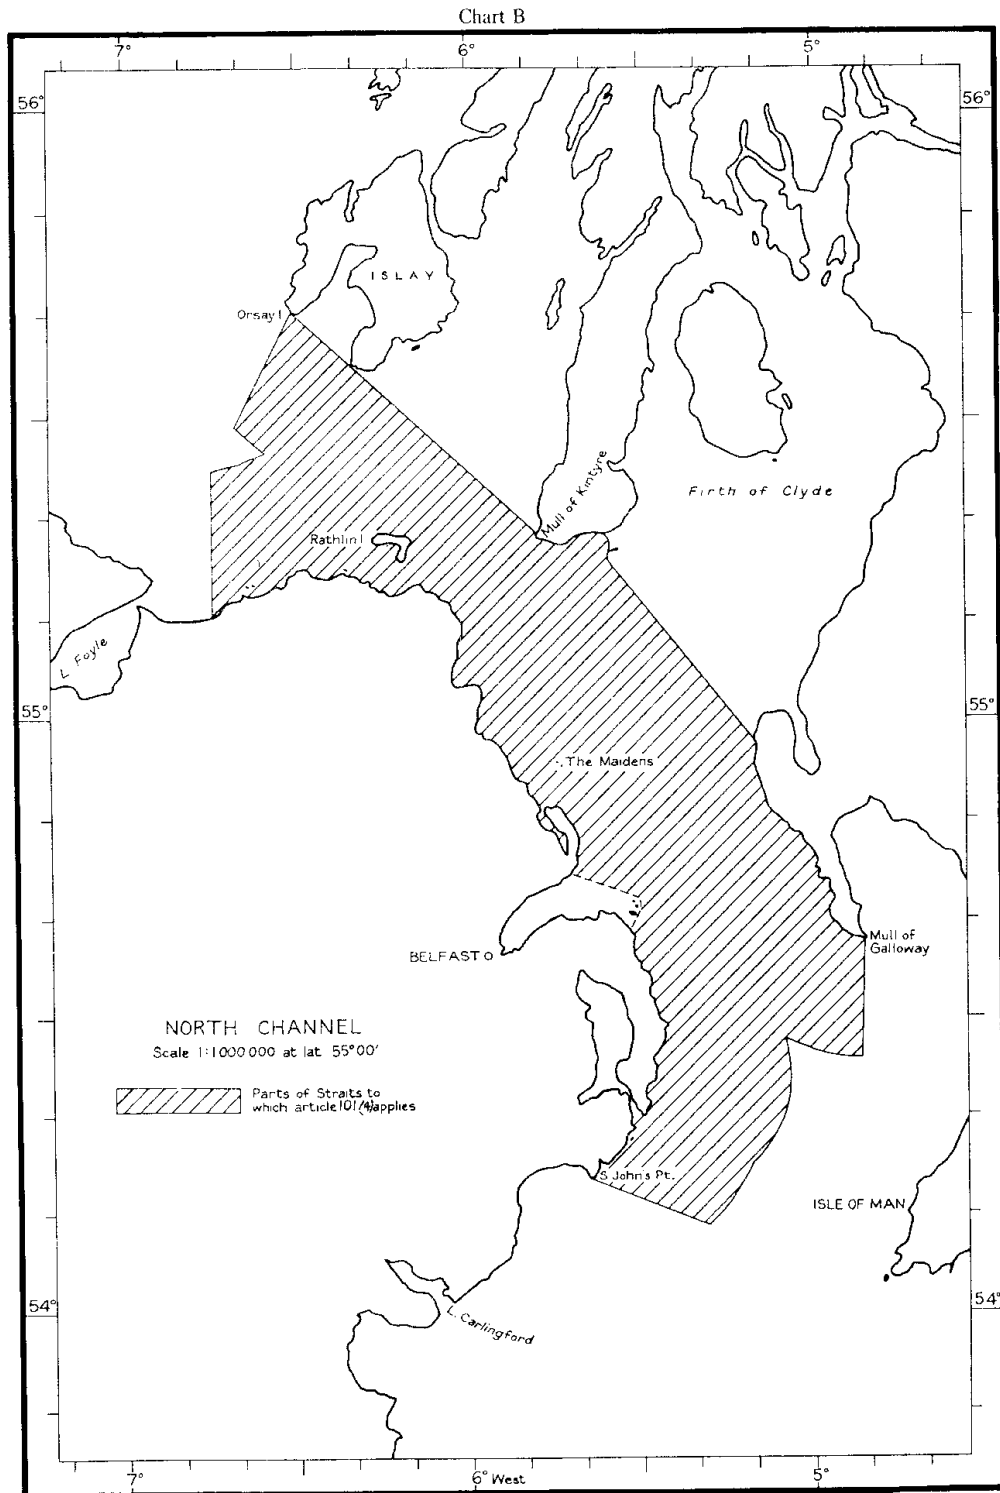 Chart B
7°
6°
5°
56°
56°
ISLAY
Orsay I
Mull of Kintyre
Firth of Clyde
Rathlin I
L Foyle
55°
55°
The Maidens
Mull of
Galloway
BELFAST
NORTH CHANNEL
Scale 1:1000000 at lat 55°00'
Parts of Straits to
which article 101(4) applies
S John's Pt.
ISLE OF MAN
54°
54°
L. Carlingford
7°
6° West
5°